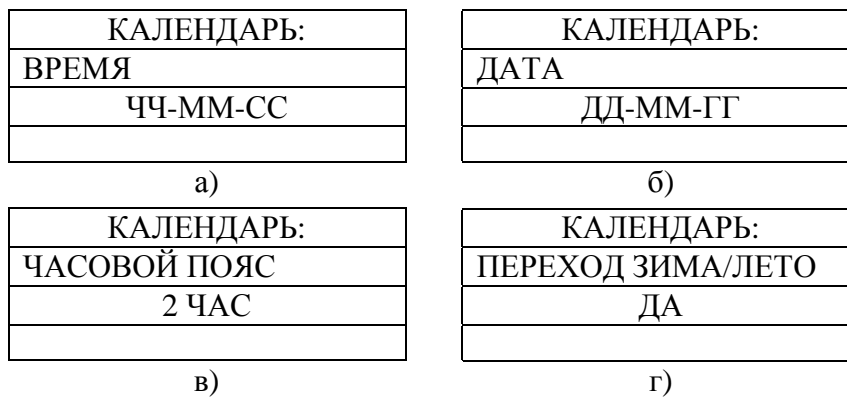 КАЛЕНДАРЬ:
ВРЕМЯ
ЧЧ-ММ-СС
а)
КАЛЕНДАРЬ:
ДАТА
ДД-ММ-ГГ
б)
КАЛЕНДАРЬ:
ЧАСОВОЙ ПОЯС
2 ЧАС
в)
КАЛЕНДАРЬ:
ПЕРЕХОД ЗИМА/ЛЕТО
ДА
г)